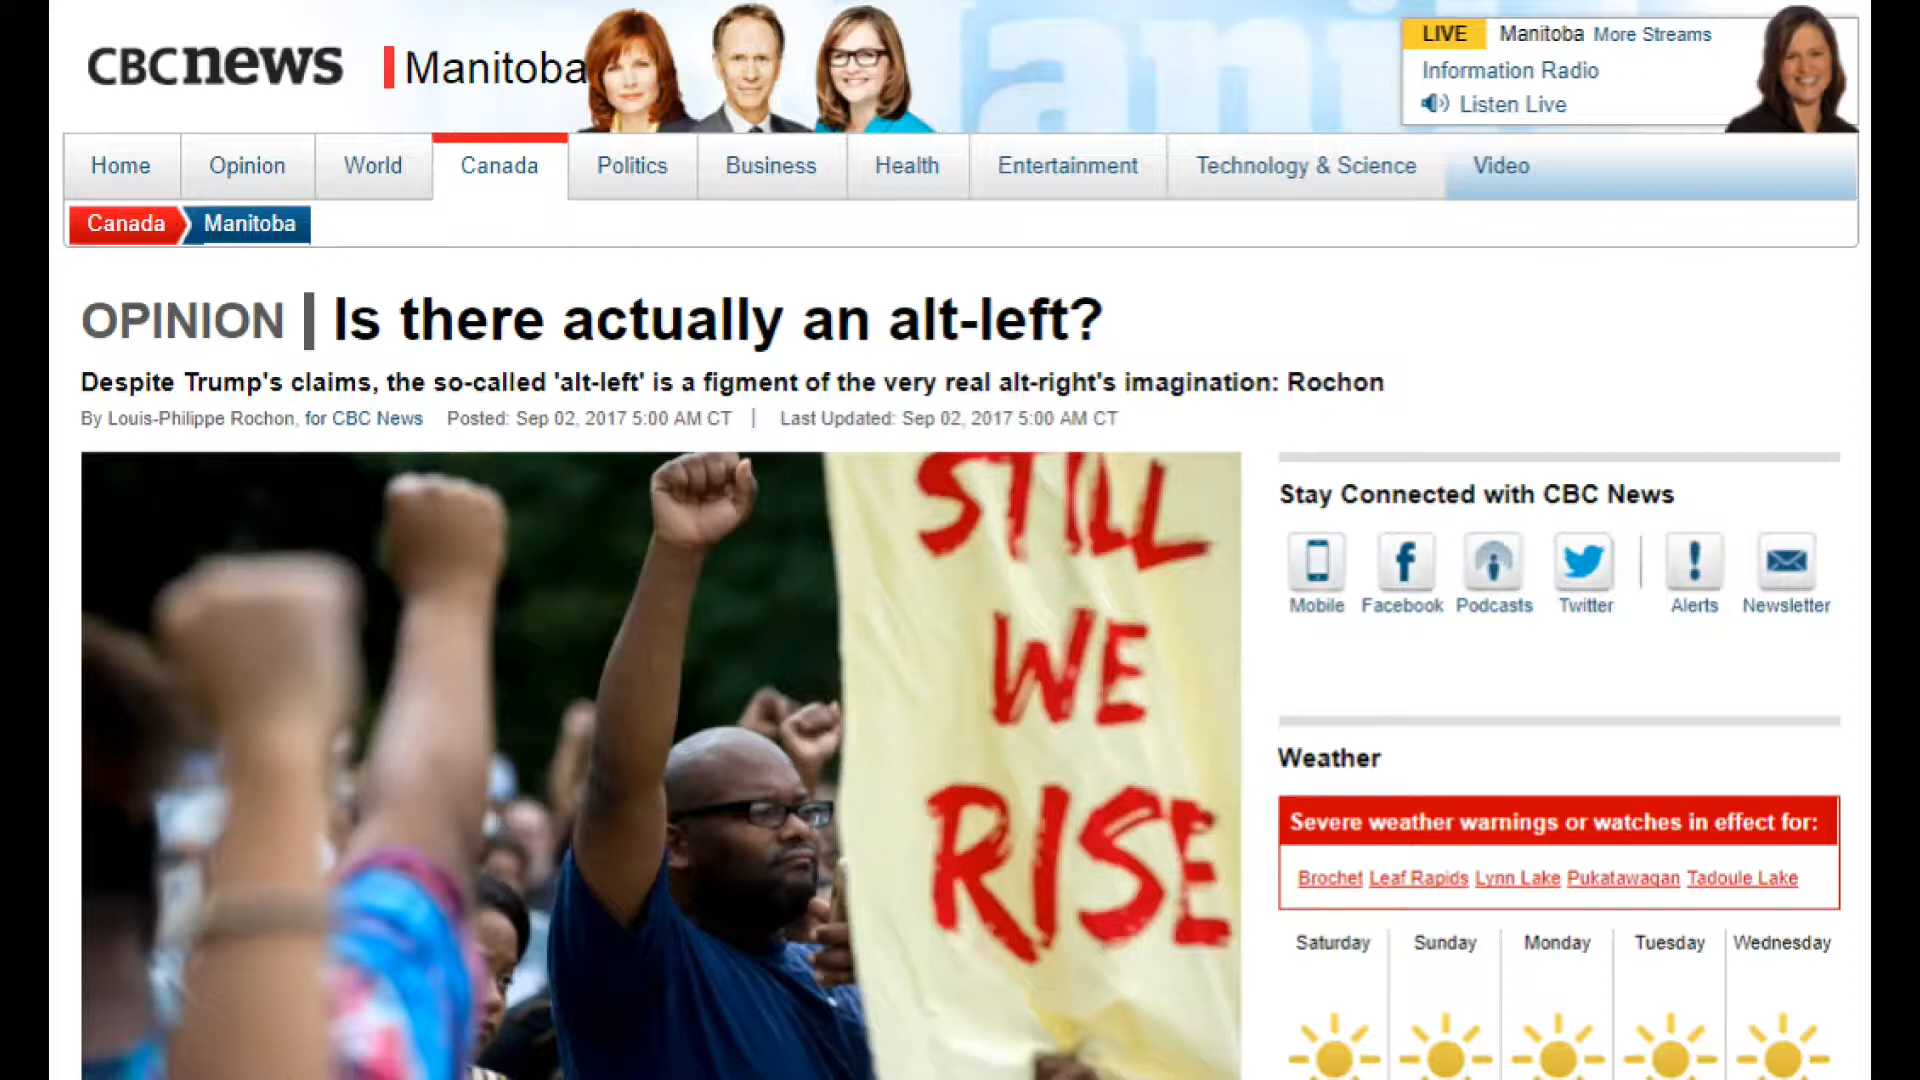 CBCnews Manitoba
LIVE Manitoba More Streams
Information Radio
Listen Live
Home Opinion World Canada Politics Business Health Entertainment Technology & Science Video
Canada Manitoba
OPINION | Is there actually an alt-left?
Despite Trump's claims, the so-called 'alt-left' is a figment of the very real alt-right's imagination: Rochon
By Louis-Philippe Rochon, for CBC News Posted: Sep 02, 2017 5:00 AM CT | Last Updated: Sep 02, 2017 5:00 AM CT
STILL
WE
RISE
Stay Connected with CBC News
Mobile Facebook Podcasts Twitter Alerts Newsletter
Weather
Severe weather warnings or watches in effect for:
Brochet Leaf Rapids Lynn Lake Pukatawagan Tadoule Lake
Saturday Sunday Monday Tuesday Wednesday